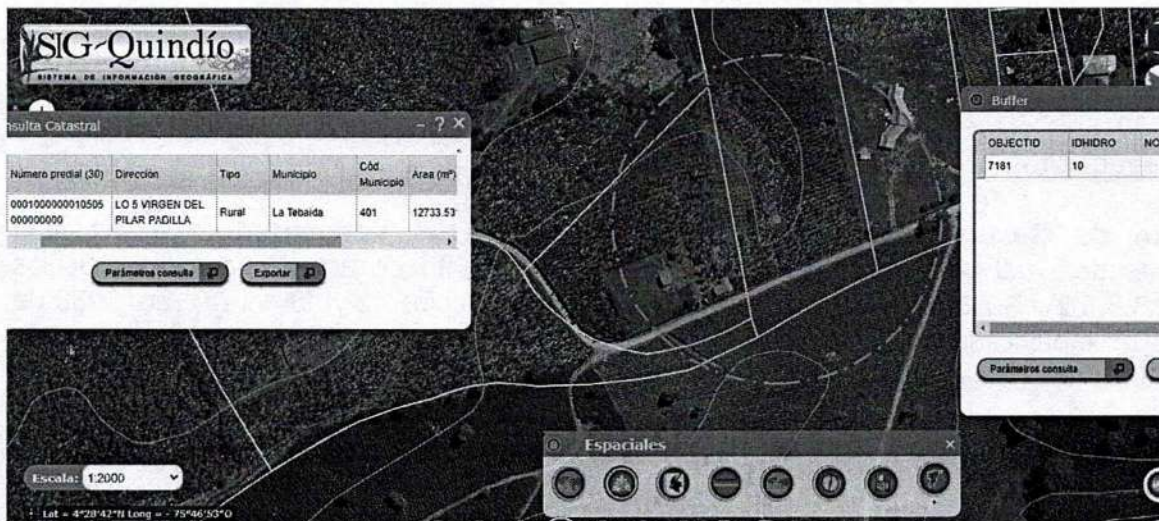 SIG-Quindío
SISTEMA DE INFORMACIÓN GEOGRÁFICA
nsulta Catastral
Número predial (30) Dirección Tipo Municipio Cód Municipio Area (m²)
0001000000010505000000000 LO 5 VIRGEN DEL PILAR PADILLA Rural La Tebaida 401 12733.53
Parámetros consulta
Exportar
Buffer
OBJECTID IDHIDRO NO
7181 10
Parámetros consulta
Espaciales
Escala: 1:2000
Lat = 4°28'42"N Long = - 75°46'53"O